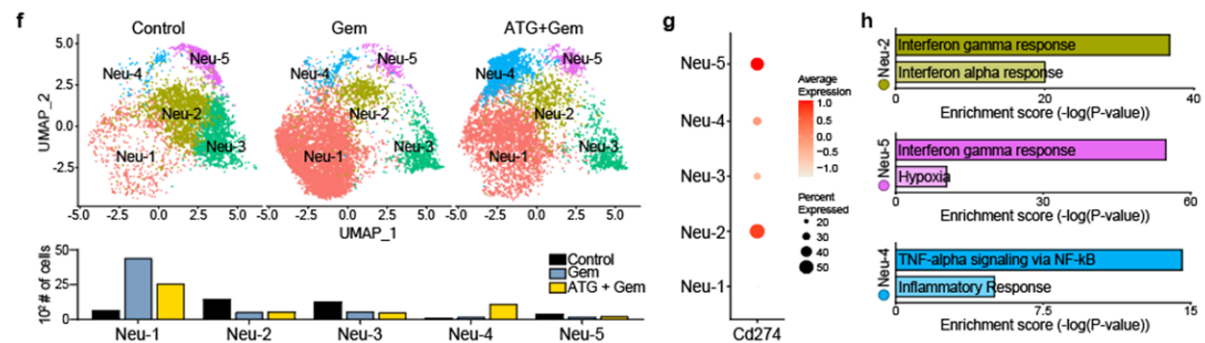 f
Control
Gem
ATG+Gem
UMAP_2
5.0
2.5
0.0
-2.5
Neu-4
Neu-5
Neu-2
Neu-1
Neu-3
Neu-4
Neu-5
Neu-2
Neu-1
Neu-3
Neu-4
Neu-5
Neu-2
Neu-1
Neu-3
-5.0 -2.5 0.0 2.5 5.0
-5.0 -2.5 0.0 2.5 5.0
-5.0 -2.5 0.0 2.5 5.0
UMAP_1
10² # of cells
50
25
0
Control
Gem
ATG + Gem
Neu-1 Neu-2 Neu-3 Neu-4 Neu-5
g
Neu-5
Neu-4
Neu-3
Neu-2
Neu-1
Cd274
Average
Expression
1.0
0.5
0.0
−0.5
−1.0
Percent
Expressed
20
30
40
50
h
Neu-2
Interferon gamma response
Interferon alpha response
0 20 40
Enrichment score (-log(P-value))
Neu-5
Interferon gamma response
Hypoxia
0 30 60
Enrichment score (-log(P-value))
Neu-4
TNF-alpha signaling via NF-kB
Inflammatory Response
0 7.5 15
Enrichment score (-log(P-value))